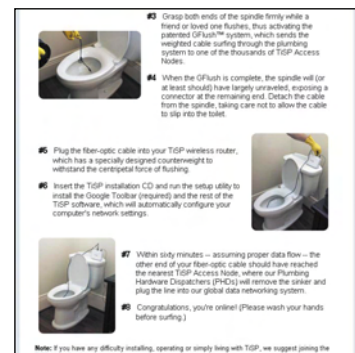 #3 Grasp both ends of the spindle firmly while a
friend or loved one flushes, thus activating the
patented GFlush™ system, which sends the
weighted cable surfing through the plumbing
system to one of the thousands of TiSP Access
Nodes.
#4 When the GFlush is complete, the spindle will (or
at least should) have largely unraveled, exposing a
connector at the remaining end. Detach the cable
from the spindle, taking care not to allow the cable
to slip into the toilet.
#5 Plug the fiber-optic cable into your TiSP wireless router,
which has a specially designed counterweight to
withstand the centripetal force of flushing.
#6 Insert the TiSP installation CD and run the setup utility to
install the Google Toolbar (required) and the rest of the
TiSP software, which will automatically configure your
computer's network settings.
#7 Within sixty minutes -- assuming proper data flow -- the
other end of your fiber-optic cable should have reached
the nearest TiSP Access Node, where our Plumbing
Hardware Dispatchers (PHDs) will remove the sinker and
plug the line into our global data networking system.
#8 Congratulations, you're online! (Please wash your hands
before surfing.)
Note: If you have any difficulty installing, operating or simply living with TiSP, we suggest joining the